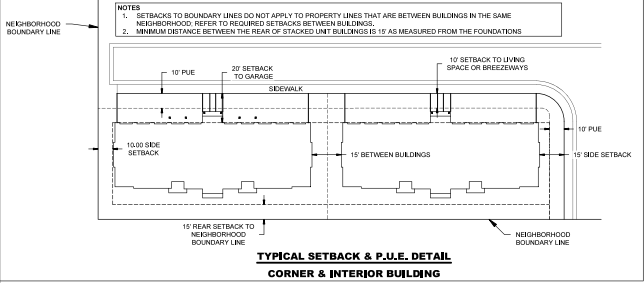 NOTES
1. SETBACKS TO BOUNDARY LINES DO NOT APPLY TO PROPERTY LINES THAT ARE BETWEEN BUILDINGS IN THE SAME
NEIGHBORHOOD; REFER TO REQUIRED SETBACKS BETWEEN BUILDINGS.
2. MINIMUM DISTANCE BETWEEN THE REAR OF STACKED UNIT BUILDINGS IS 15' AS MEASURED FROM THE FOUNDATIONS
NEIGHBORHOOD
BOUNDARY LINE
10' PUE
20' SETBACK
TO GARAGE
10' SETBACK TO LIVING
SPACE OR BREEZEWAYS
SIDEWALK
10' PUE
10.00 SIDE
SETBACK
15' BETWEEN BUILDINGS
15' SIDE SETBACK
15' REAR SETBACK TO
NEIGHBORHOOD
BOUNDARY LINE
NEIGHBORHOOD
BOUNDARY LINE
TYPICAL SETBACK & P.U.E. DETAIL
CORNER & INTERIOR BUILDING